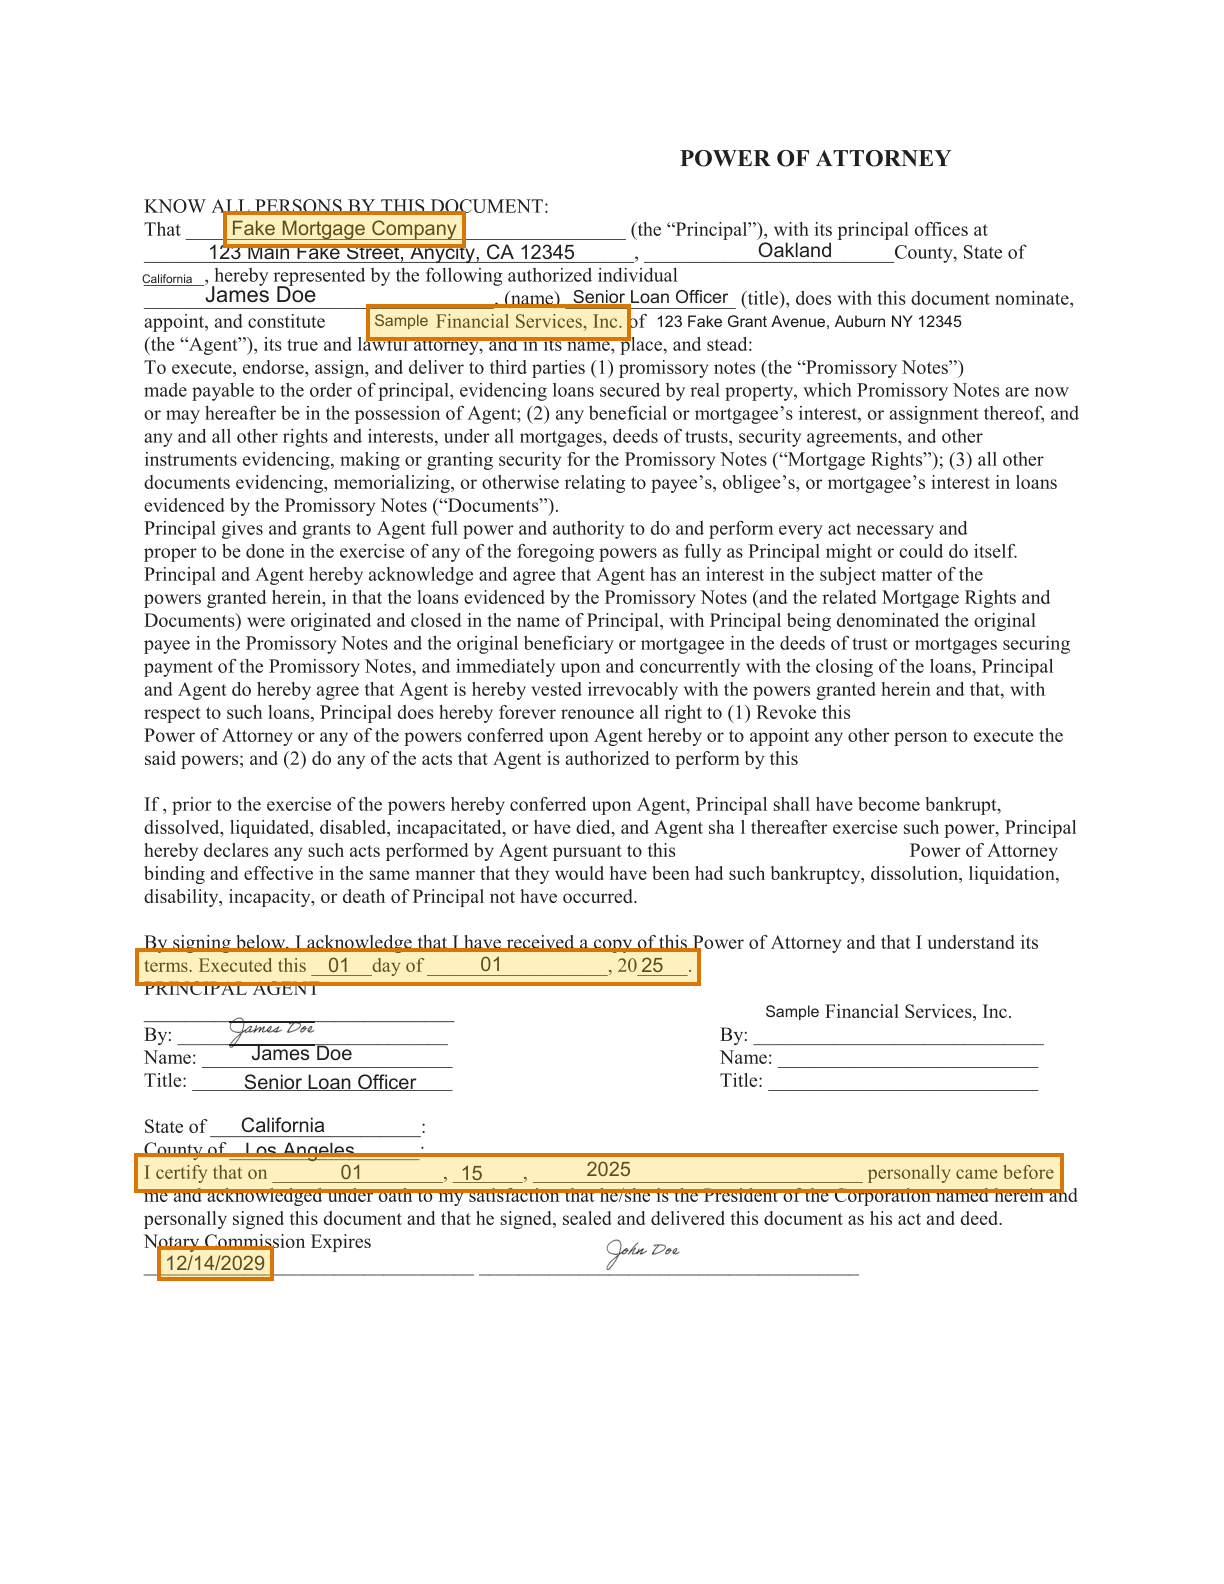 POWER OF ATTORNEY
KNOW ALL PERSONS BY THIS DOCUMENT:
That Fake Mortgage Company (the “Principal”), with its principal offices at
123 Main Fake Street, Anycity, CA 12345, Oakland County, State of
California, hereby represented by the following authorized individual
James Doe, (name) Senior Loan Officer (title), does with this document nominate,
appoint, and constitute Sample Financial Services, Inc. of 123 Fake Grant Avenue, Auburn NY 12345
(the “Agent”), its true and lawful attorney, and in its name, place, and stead:
To execute, endorse, assign, and deliver to third parties (1) promissory notes (the “Promissory Notes”)
made payable to the order of principal, evidencing loans secured by real property, which Promissory Notes are now
or may hereafter be in the possession of Agent; (2) any beneficial or mortgagee’s interest, or assignment thereof, and
any and all other rights and interests, under all mortgages, deeds of trusts, security agreements, and other
instruments evidencing, making or granting security for the Promissory Notes (“Mortgage Rights”); (3) all other
documents evidencing, memorializing, or otherwise relating to payee’s, obligee’s, or mortgagee’s interest in loans
evidenced by the Promissory Notes (“Documents”).
Principal gives and grants to Agent full power and authority to do and perform every act necessary and
proper to be done in the exercise of any of the foregoing powers as fully as Principal might or could do itself.
Principal and Agent hereby acknowledge and agree that Agent has an interest in the subject matter of the
powers granted herein, in that the loans evidenced by the Promissory Notes (and the related Mortgage Rights and
Documents) were originated and closed in the name of Principal, with Principal being denominated the original
payee in the Promissory Notes and the original beneficiary or mortgagee in the deeds of trust or mortgages securing
payment of the Promissory Notes, and immediately upon and concurrently with the closing of the loans, Principal
and Agent do hereby agree that Agent is hereby vested irrevocably with the powers granted herein and that, with
respect to such loans, Principal does hereby forever renounce all right to (1) Revoke this
Power of Attorney or any of the powers conferred upon Agent hereby or to appoint any other person to execute the
said powers; and (2) do any of the acts that Agent is authorized to perform by this
If , prior to the exercise of the powers hereby conferred upon Agent, Principal shall have become bankrupt,
dissolved, liquidated, disabled, incapacitated, or have died, and Agent sha l thereafter exercise such power, Principal
hereby declares any such acts performed by Agent pursuant to this Power of Attorney
binding and effective in the same manner that they would have been had such bankruptcy, dissolution, liquidation,
disability, incapacity, or death of Principal not have occurred.
By signing below, I acknowledge that I have received a copy of this Power of Attorney and that I understand its
terms. Executed this 01 day of 01, 2025.
PRINCIPAL AGENT
Sample Financial Services, Inc.
By: James Doe By:
Name: James Doe Name:
Title: Senior Loan Officer Title:
State of California :
County of Los Angeles :
I certify that on 01, 15, 2025 personally came before
me and acknowledged under oath to my satisfaction that he/she is the President of the Corporation named herein and
personally signed this document and that he signed, sealed and delivered this document as his act and deed.
Notary Commission Expires
12/14/2029 John Doe